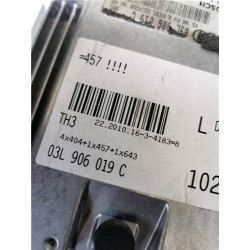 =457 !!!!
L
TH3
22.2010.16-3-4183=8
4x404+1x457+1x643
03L 906 019 C
102